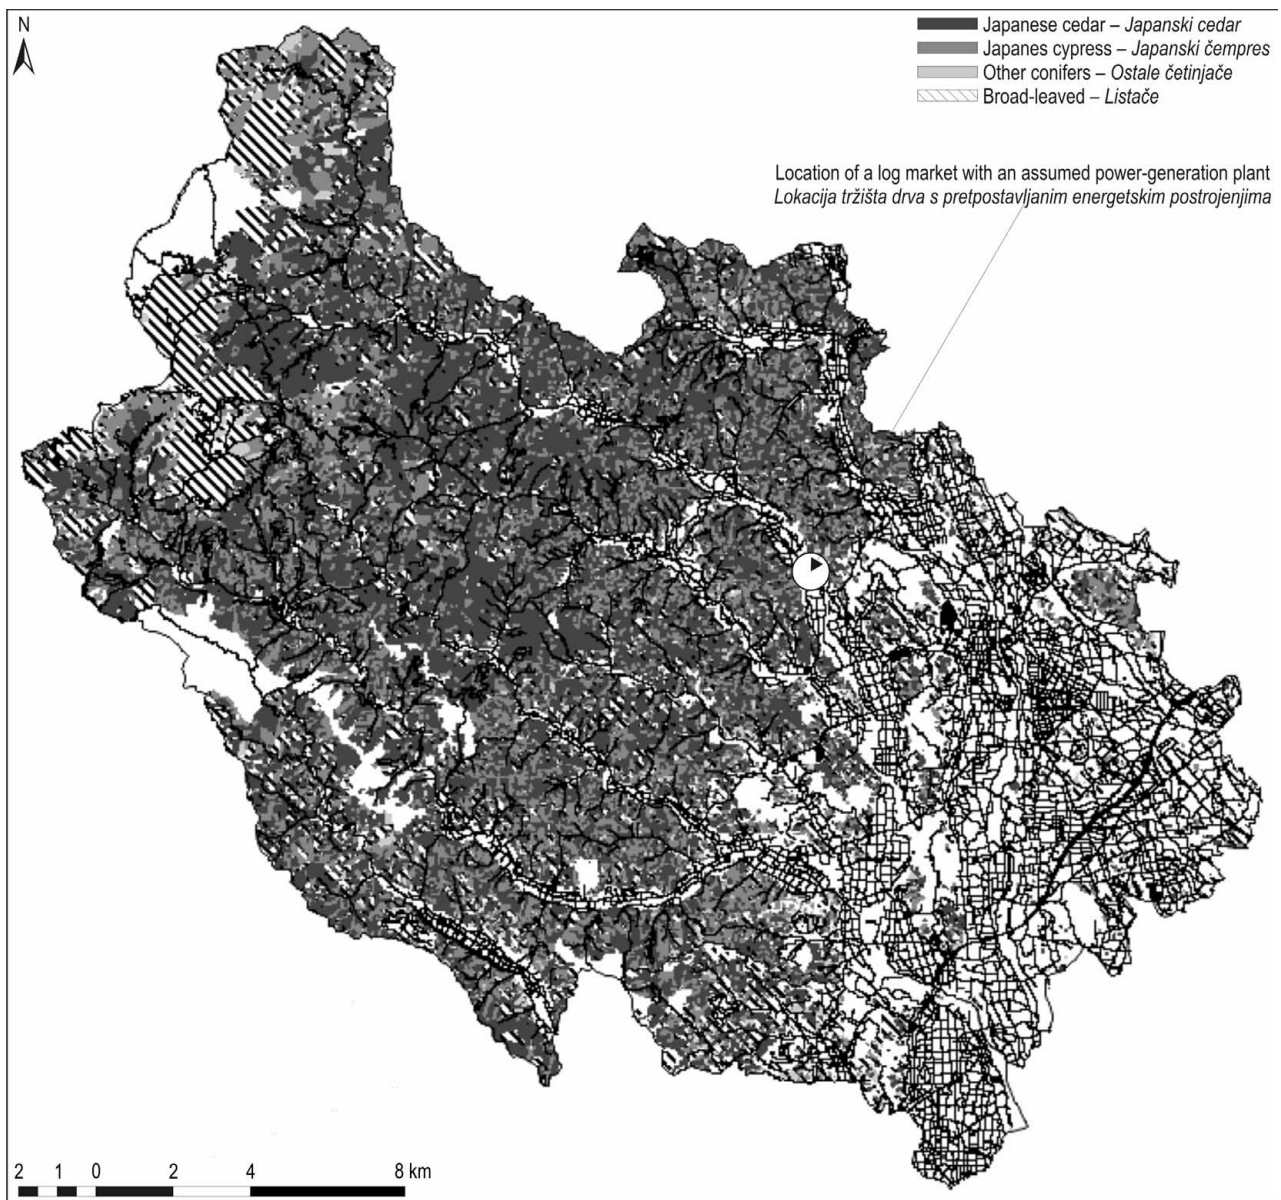 N
Japanese cedar – Japanski cedar
Japanes cypress – Japanski čempres
Other conifers – Ostale četinjače
Broad-leaved – Listače
Location of a log market with an assumed power-generation plant
Lokacija tržišta drva s pretpostavljanim energetskim postrojenjima
2 1 0 2 4 8 km